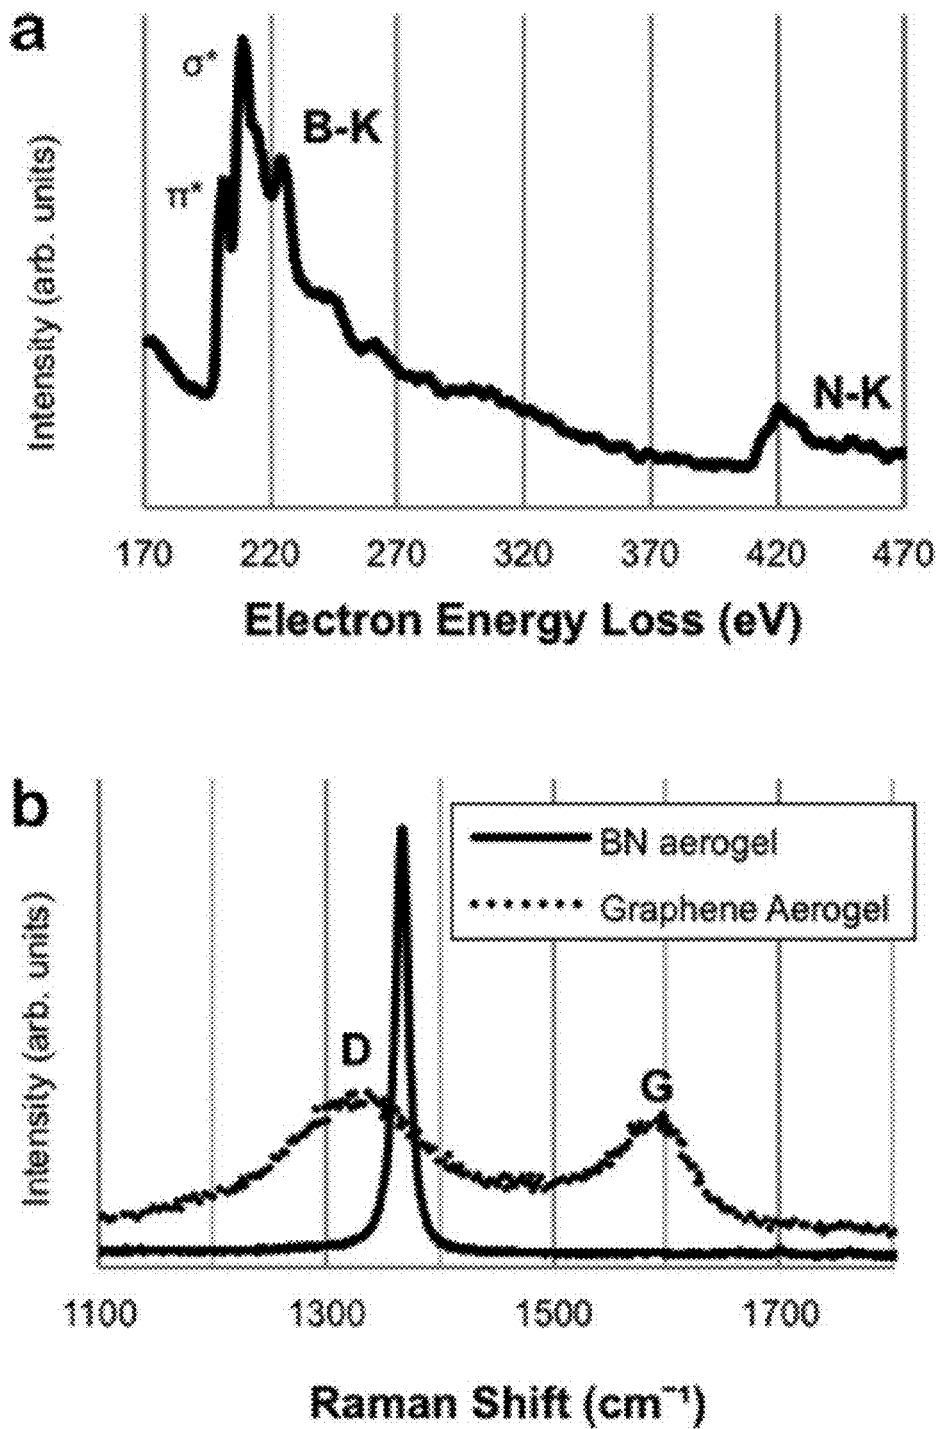 a
σ*
B-K
π*
Intensity (arb. units)
N-K
170 220 270 320 370 420 470
Electron Energy Loss (eV)
b
BN aerogel
Graphene Aerogel
Intensity (arb. units)
D
G
1100 1300 1500 1700
Raman Shift (cm⁻¹)